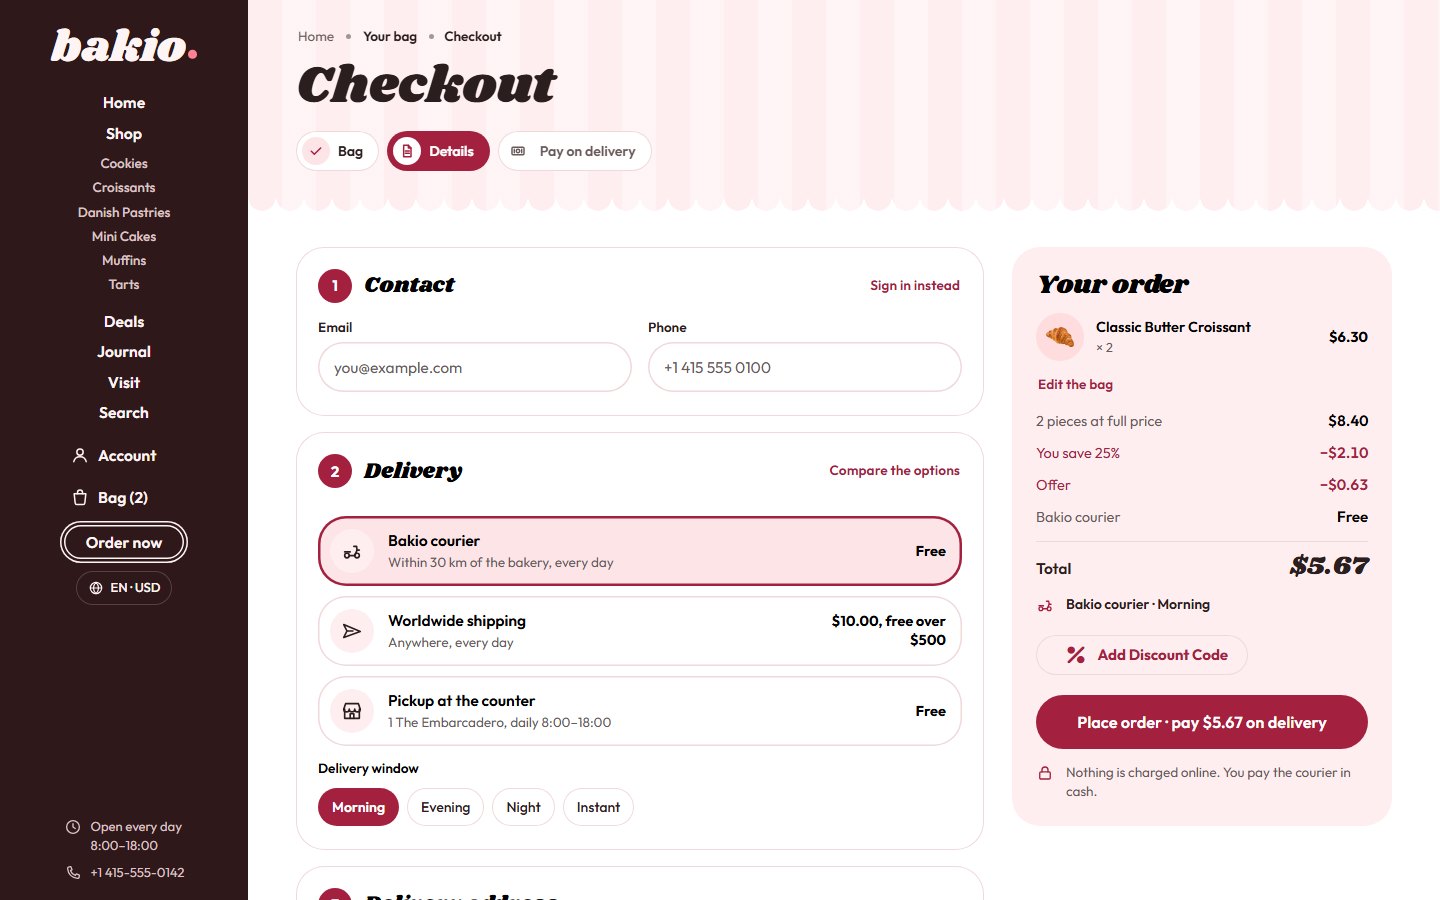 bakio.
Home
Shop
Cookies
Croissants
Danish Pastries
Mini Cakes
Muffins
Tarts
Deals
Journal
Visit
Search
Account
Bag (2)
Order now
EN · USD
Open every day
8:00–18:00
+1 415-555-0142
Home • Your bag • Checkout
Checkout
Bag
Details
Pay on delivery
1 Contact
Sign in instead
Email
Phone
you@example.com
+1 415 555 0100
2 Delivery
Compare the options
Bakio courier
Within 30 km of the bakery, every day
Free
Worldwide shipping
Anywhere, every day
$10.00, free over
$500
Pickup at the counter
1 The Embarcadero, daily 8:00–18:00
Free
Delivery window
Morning
Evening
Night
Instant
Your order
Classic Butter Croissant
× 2
$6.30
Edit the bag
2 pieces at full price $8.40
You save 25% −$2.10
Offer −$0.63
Bakio courier Free
Total $5.67
Bakio courier · Morning
Add Discount Code
Place order · pay $5.67 on delivery
Nothing is charged online. You pay the courier in
cash.